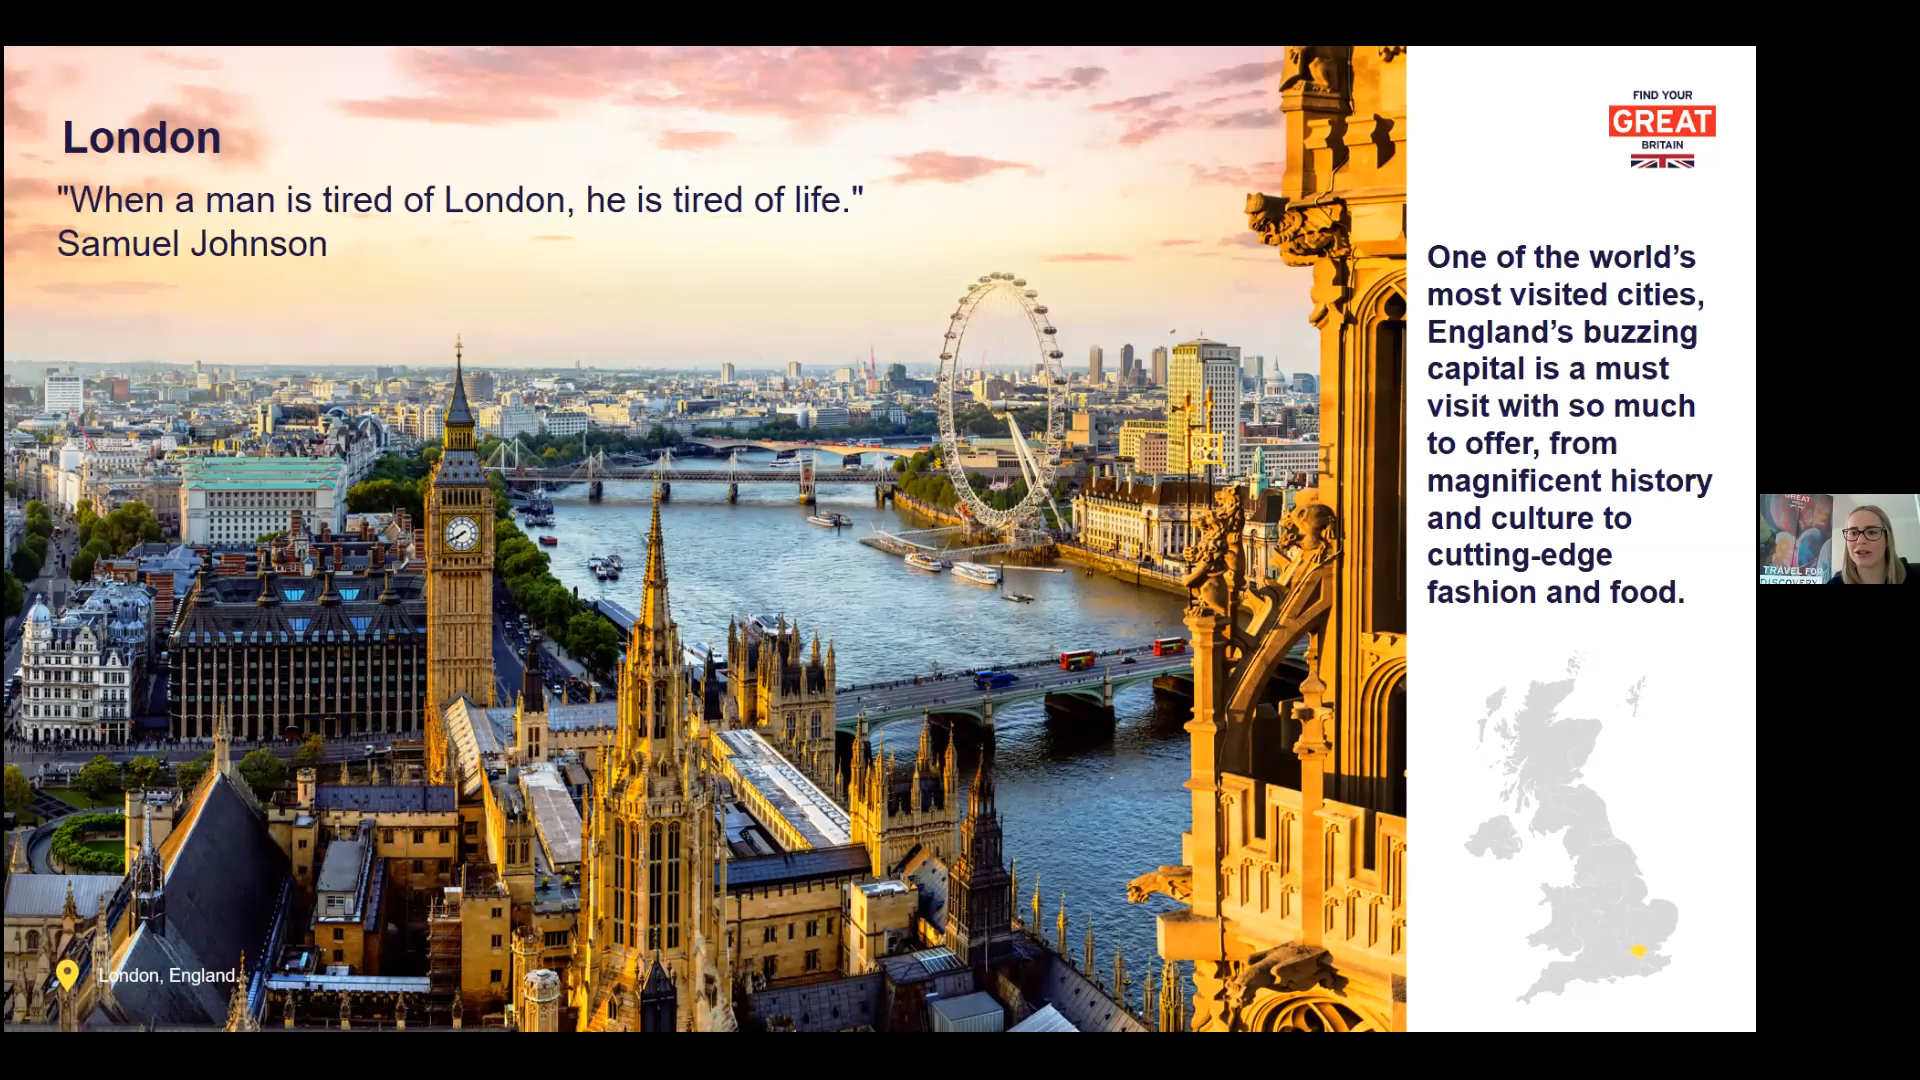 London
"When a man is tired of London, he is tired of life."
Samuel Johnson
London, England.
FIND YOUR
GREAT
BRITAIN
One of the world’s
most visited cities,
England’s buzzing
capital is a must
visit with so much
to offer, from
magnificent history
and culture to
cutting-edge
fashion and food.
GREAT
TRAVEL FOR
DISCOVERY